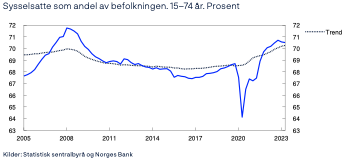 Sysselsatte som andel av befolkningen. 15–74 år. Prosent
72 72
71 71
70 70
69 69
68 68
67 67
66 66
65 65
64 64
63 63
2005 2008 2011 2014 2017 2020 2023
Trend
Kilder: Statistisk sentralbyrå og Norges Bank